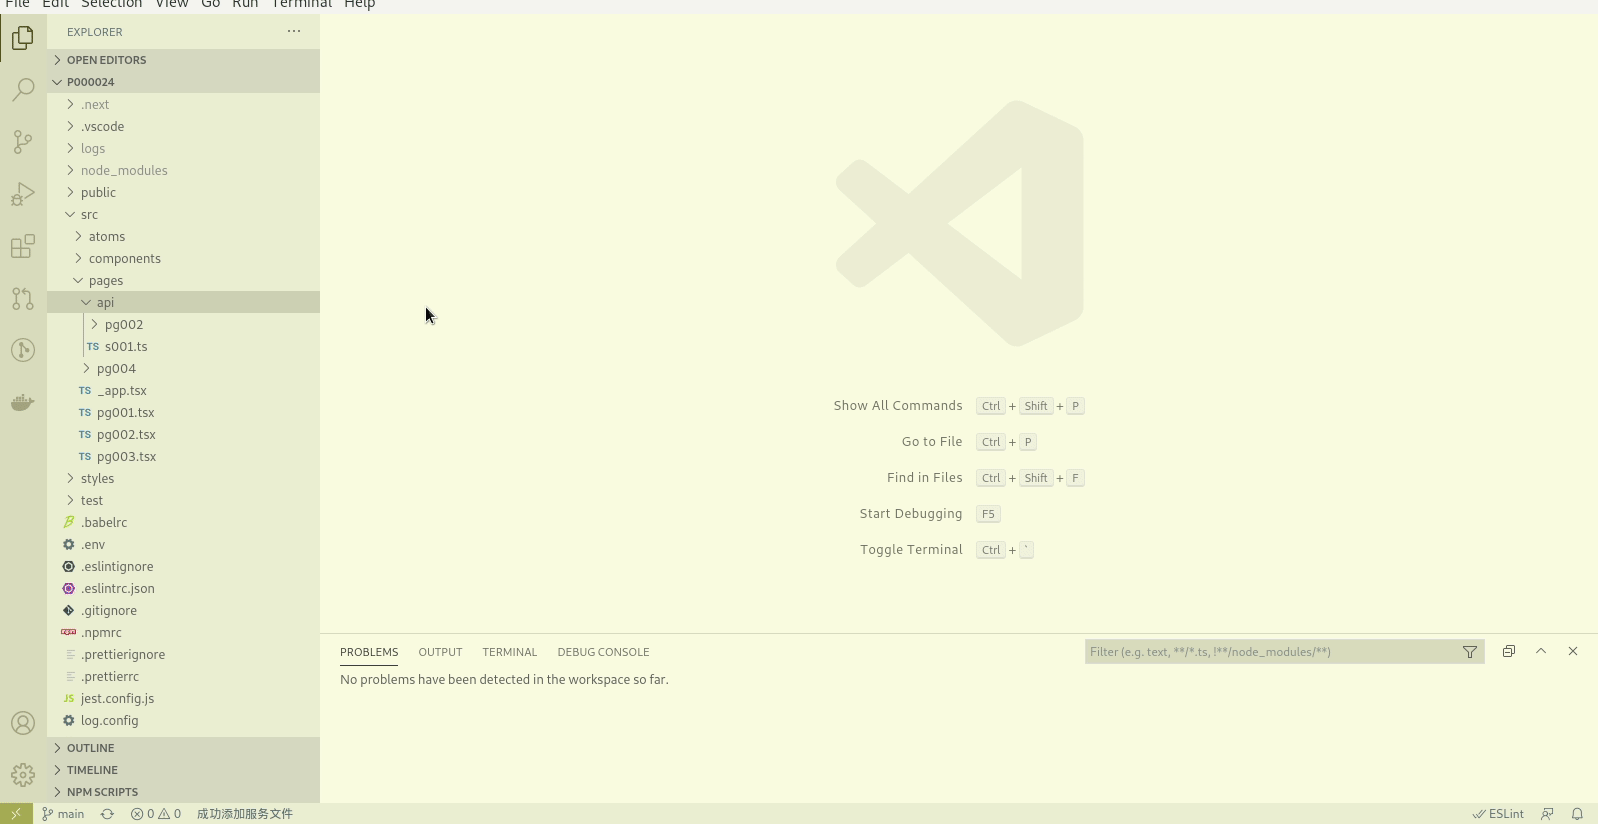 File Edit Selection View Go Run Terminal Help
EXPLORER ...
OPEN EDITORS
P000024
.next
.vscode
logs
node_modules
public
src
atoms
components
pages
api
pg002
TS s001.ts
pg004
TS _app.tsx
TS pg001.tsx
TS pg002.tsx
TS pg003.tsx
styles
test
.babelrc
.env
.eslintignore
.eslintrc.json
.gitignore
npm .npmrc
.prettierignore
.prettierrc
JS jest.config.js
log.config
OUTLINE
TIMELINE
NPM SCRIPTS
Show All Commands Ctrl + Shift + P
Go to File Ctrl + P
Find in Files Ctrl + Shift + F
Start Debugging F5
Toggle Terminal Ctrl + `
PROBLEMS OUTPUT TERMINAL DEBUG CONSOLE Filter (e.g. text, **/*.ts, !**/node_modules/**)
No problems have been detected in the workspace so far.
main 0 0 成功添加服务文件 ESLint